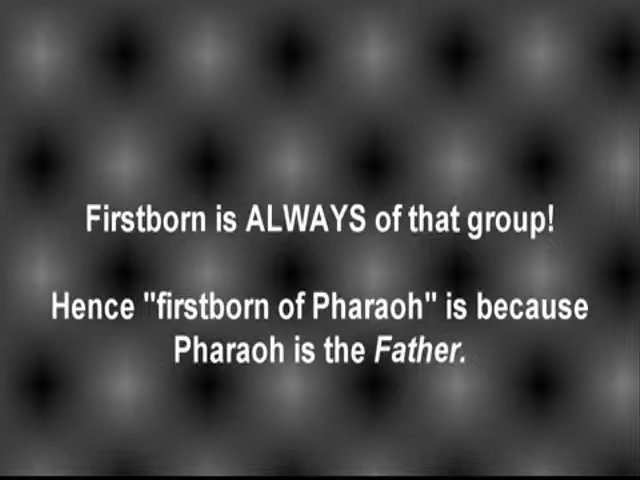 Firstborn is ALWAYS of that group!
Hence "firstborn of Pharaoh" is because
Pharaoh is the Father.